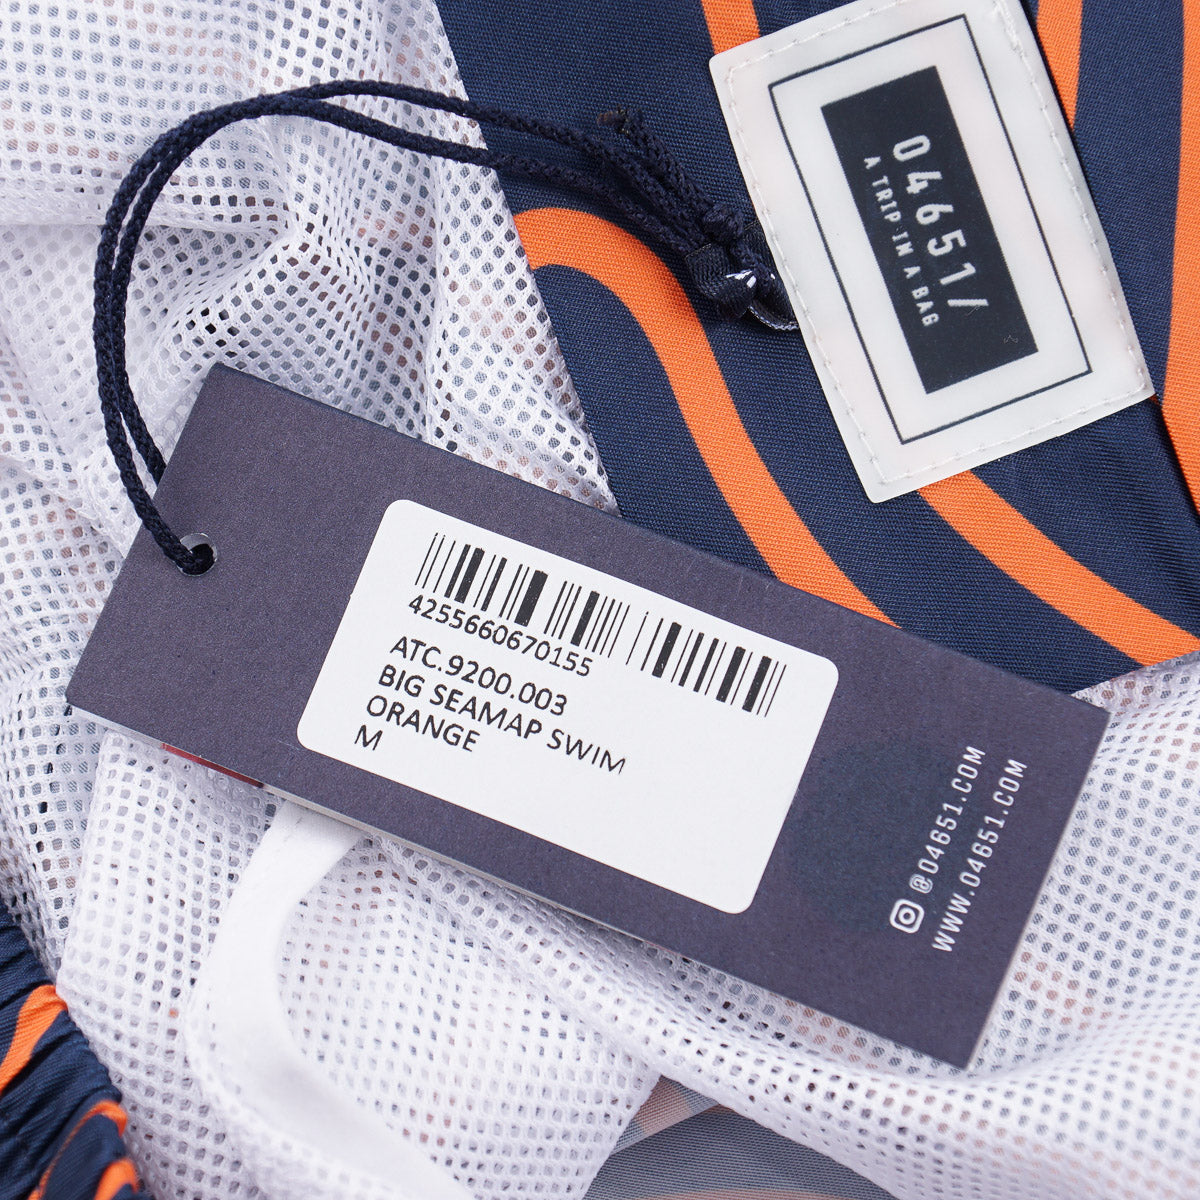 04651/
A TRIP IN A BAG
4255660670155
ATC.9200.003
BIG SEAMAP SWIM
ORANGE
M
@04651.COM
WWW.04651.COM